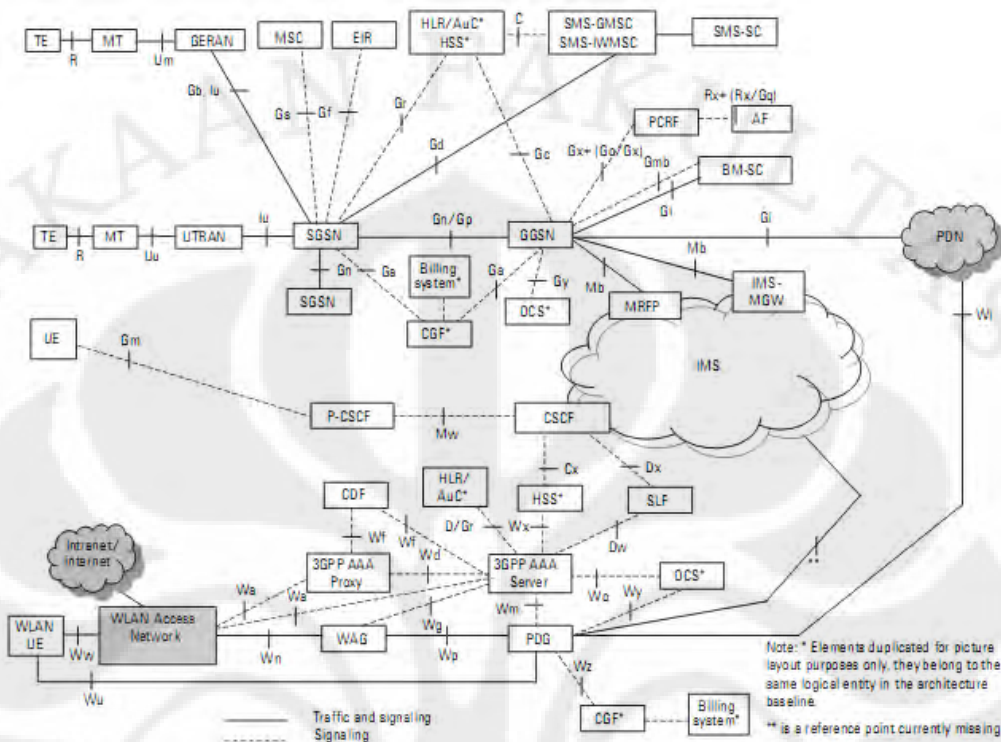 TE
R
MT
Um
GERAN
MSC
EIR
HLR/AuC*
HSS*
C
SMS-GMSC
SMS-IWMSC
SMS-SC
Gb, Iu
Gs
Gf
Gr
Gd
Gc
PCRF
Rx+ (Rx/Gq)
AF
Gx+ (Go/Gx)
Gmb
BM-SC
Gi
TE
R
MT
Uu
UTRAN
Iu
SGSN
Gn/Gp
GGSN
Gi
PDN
Gn
SGSN
Ga
Billing
system*
Ga
CGF*
Gy
OCS*
Mb
MRFP
Mb
IMS-
MGW
Wi
IMS
UE
Gm
P-CSCF
Mw
CSCF
Cx
Dx
HLR/
AuC*
HSS*
SLF
CDF
D/Gr
Wx
Dw
Wf
Wf
Intranet/
internet
3GPP AAA
Proxy
Wd
3GPP AAA
Server
Wo
OCS*
Wy
**
Wa
Wa
WLAN
UE
Ww
WLAN Access
Network
Wn
WAG
Wg
Wp
Wm
PDG
Wu
Wz
CGF*
Billing
system*
Note: * Elements duplicated for picture
layout purposes only, they belong to the
same logical entity in the architecture
baseline.
** is a reference point currently missing
Traffic and signaling
Signaling
AKAAN FAKULT